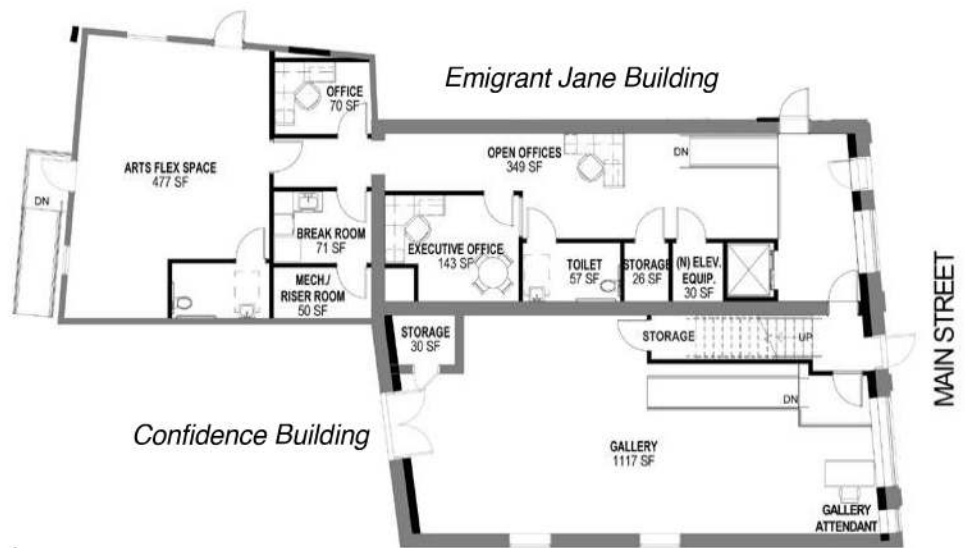 Emigrant Jane Building
OFFICE
70 SF
OPEN OFFICES
349 SF
DN
ARTS FLEX SPACE
477 SF
DN
BREAK ROOM
71 SF
EXECUTIVE OFFICE
143 SF
TOILET
57 SF
STORAGE
26 SF
(N) ELEV.
EQUIP.
30 SF
MECH./
RISER ROOM
50 SF
STORAGE
30 SF
STORAGE
UP
MAIN STREET
DN
Confidence Building
GALLERY
1117 SF
GALLERY
ATTENDANT